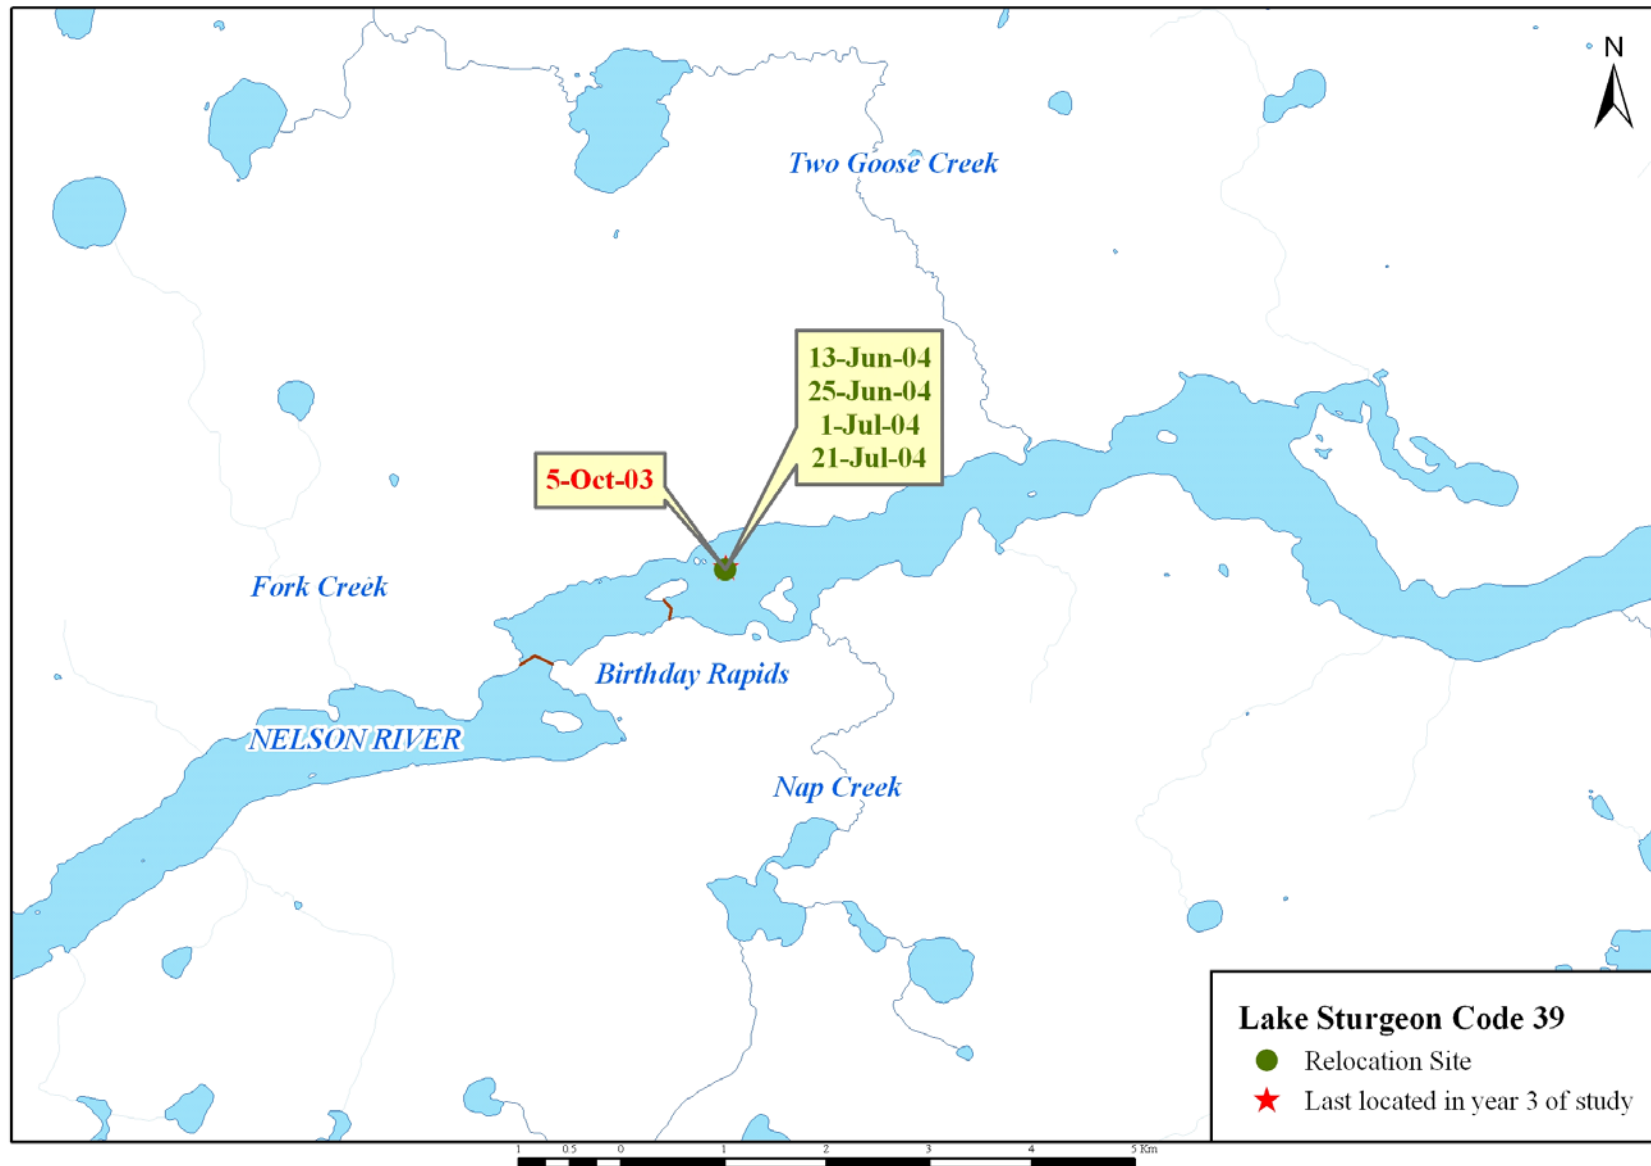 N
Two Goose Creek
13-Jun-04
25-Jun-04
1-Jul-04
21-Jul-04
5-Oct-03
Fork Creek
Birthday Rapids
NELSON RIVER
Nap Creek
Lake Sturgeon Code 39
Relocation Site
Last located in year 3 of study
1 0.5 0 1 2 3 4 5 Km